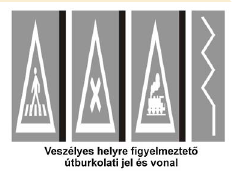 Veszélyes helyre figyelmeztető
útburkolati jel és vonal